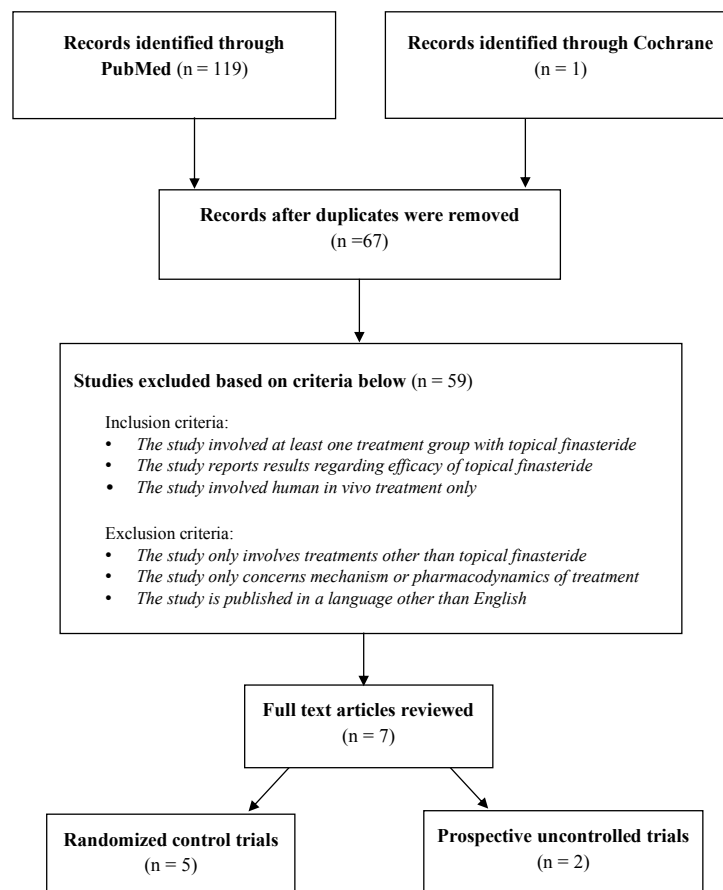 Records identified through
PubMed (n = 119)
Records identified through Cochrane
(n = 1)
Records after duplicates were removed
(n =67)
Studies excluded based on criteria below (n = 59)
Inclusion criteria:
• The study involved at least one treatment group with topical finasteride
• The study reports results regarding efficacy of topical finasteride
• The study involved human in vivo treatment only
Exclusion criteria:
• The study only involves treatments other than topical finasteride
• The study only concerns mechanism or pharmacodynamics of treatment
• The study is published in a language other than English
Full text articles reviewed
(n = 7)
Randomized control trials
(n = 5)
Prospective uncontrolled trials
(n = 2)